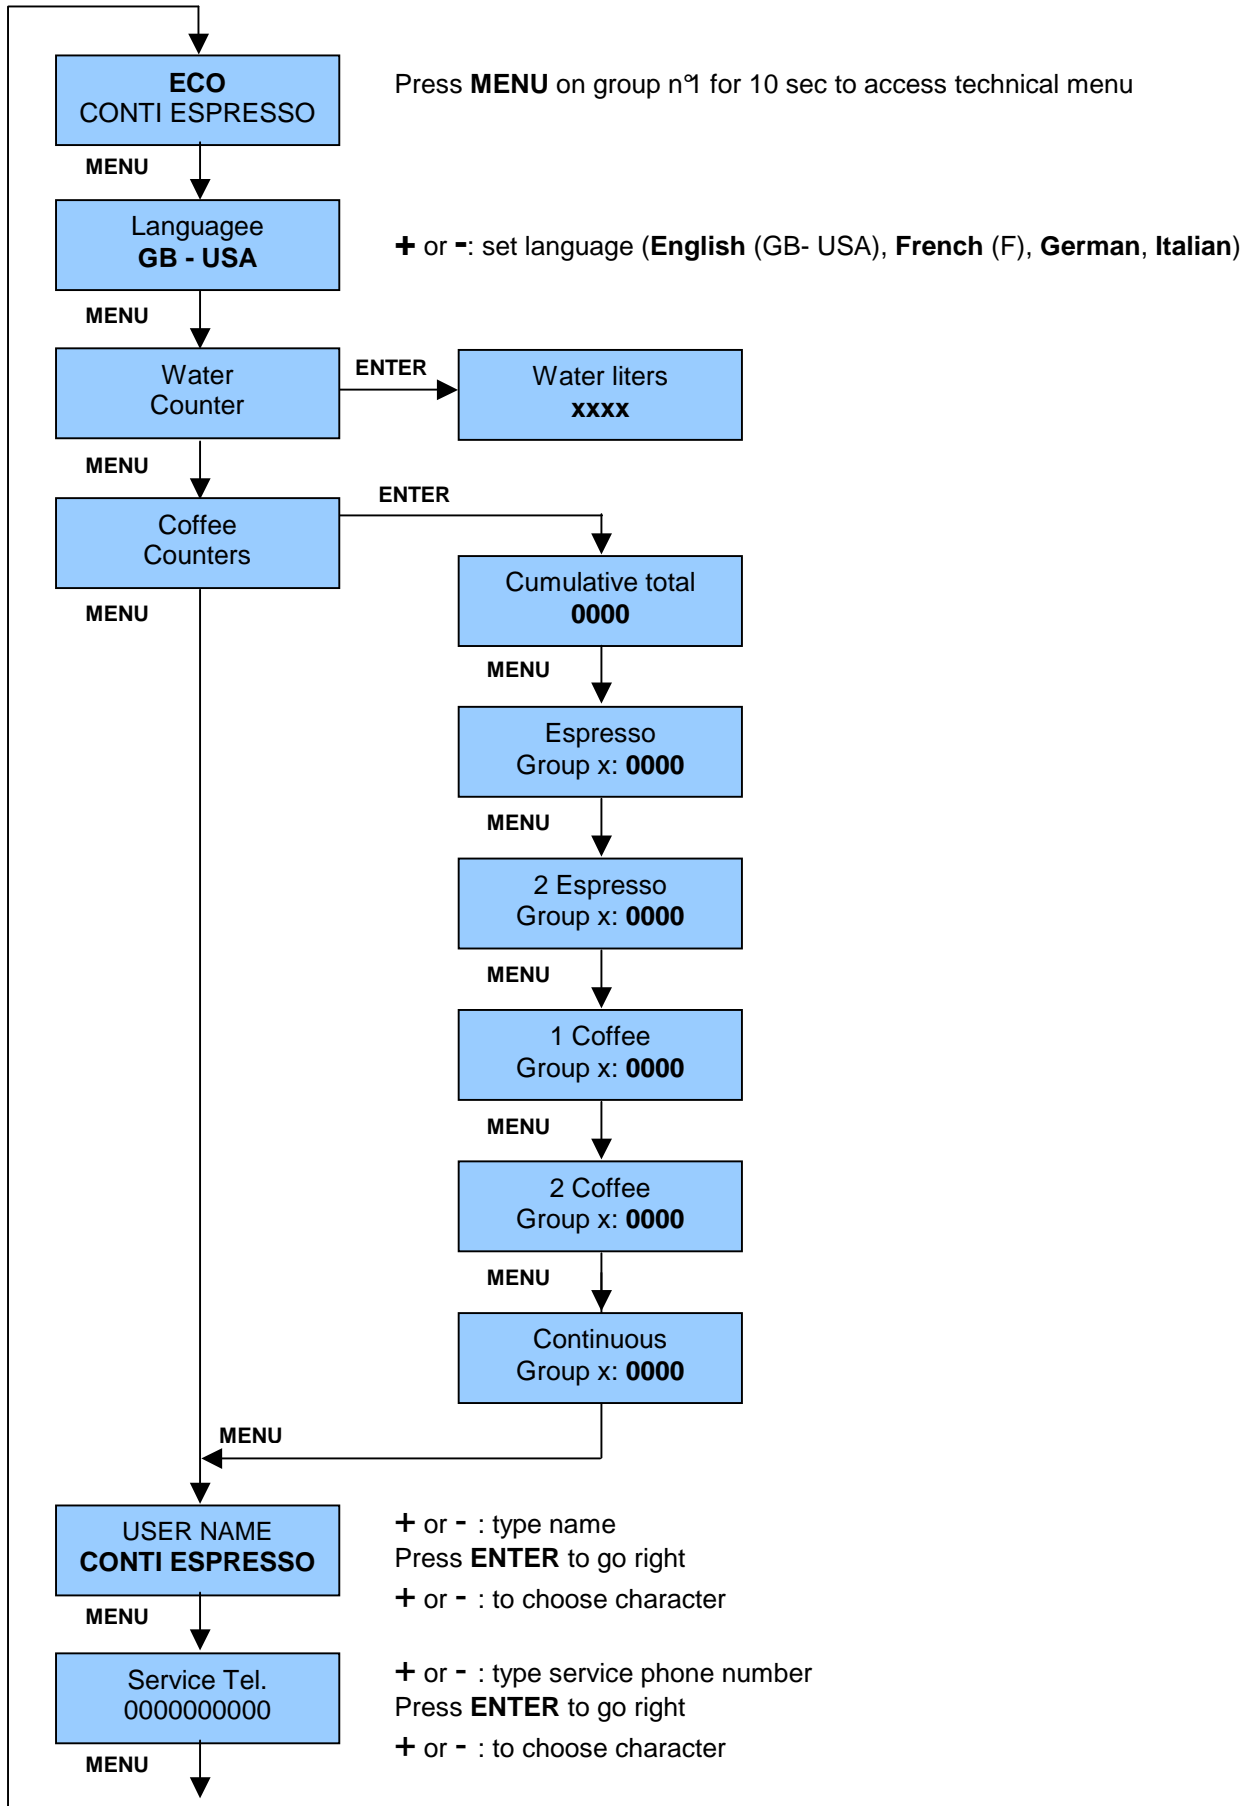 ECO
CONTI ESPRESSO
Press MENU on group n°1 for 10 sec to access technical menu
MENU
Languagee
GB - USA
+ or -: set language (English (GB- USA), French (F), German, Italian)
MENU
Water
Counter
ENTER
Water liters
xxxx
MENU
Coffee
Counters
ENTER
MENU
Cumulative total
0000
MENU
Espresso
Group x: 0000
MENU
2 Espresso
Group x: 0000
MENU
1 Coffee
Group x: 0000
MENU
2 Coffee
Group x: 0000
MENU
Continuous
Group x: 0000
MENU
USER NAME
CONTI ESPRESSO
+ or - : type name
Press ENTER to go right
+ or - : to choose character
MENU
Service Tel.
0000000000
+ or - : type service phone number
Press ENTER to go right
+ or - : to choose character
MENU